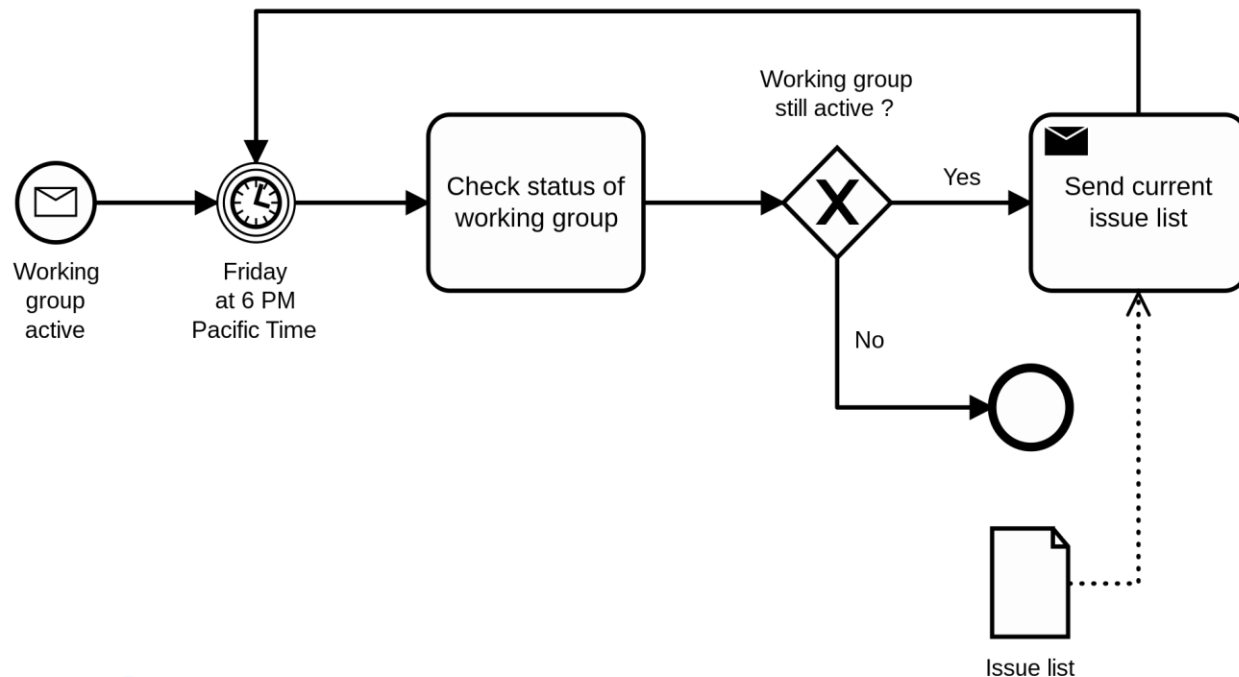 Working group
still active ?
Check status of
working group
Yes
Send current
issue list
Working
group
active
Friday
at 6 PM
Pacific Time
No
Issue list